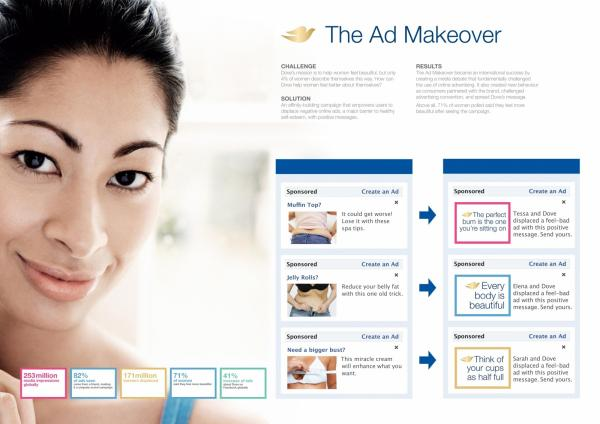 The Ad Makeover
CHALLENGE
Dove's mission is to help women feel beautiful, but only
4% of women describe themselves this way. How can
Dove help women feel better about themselves?
SOLUTION
An affinity-building campaign that empowers users to
displace negative online ads, a major barrier to healthy
self-esteem, with positive messages.
RESULTS
The Ad Makeover became an international success by
creating a media debate that fundamentally challenged
the use of online advertising. It also created new behaviour
as consumers partnered with the brand, challenged
advertising convention, and spread Dove's message.
Above all, 71% of women polled said they feel more
beautiful after seeing the campaign.
Sponsored Create an Ad
Muffin Top? ×
It could get worse!
Lose it with these
spa tips.
Sponsored Create an Ad
Jelly Rolls? ×
Reduce your belly fat
with this one old trick.
Sponsored Create an Ad
Need a bigger bust? ×
This miracle cream
will enhance what you
want.
Sponsored Create an Ad
×
The perfect
bum is the one
you're sitting on
Tessa and Dove
displaced a feel-bad
ad with this positive
message. Send yours.
Sponsored Create an Ad
×
Every
body is
beautiful
Elena and Dove
displaced a feel-bad
ad with this positive
message. Send yours.
Sponsored Create an Ad
×
Think of
your cups
as half full
Sarah and Dove
displaced a feel-bad
ad with this positive
message. Send yours.
253million
media impressions
globally
82%
of ads seen
171million
banners displaced
71%
of women
said they feel more beautiful
41%
increase of talk